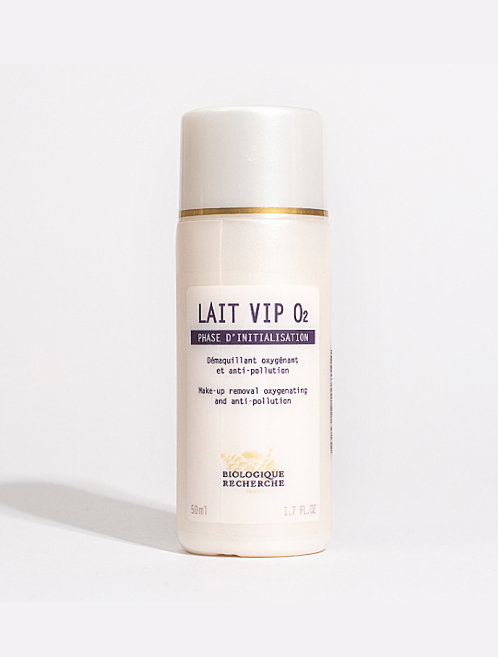 LAIT VIP O₂
PHASE D'INITIALISATION
Démaquillant oxygénant
et anti-pollution
Make-up removal oxygenating
and anti-pollution
BIOLOGIQUE
RECHERCHE
50ml 1.7 FL.OZ